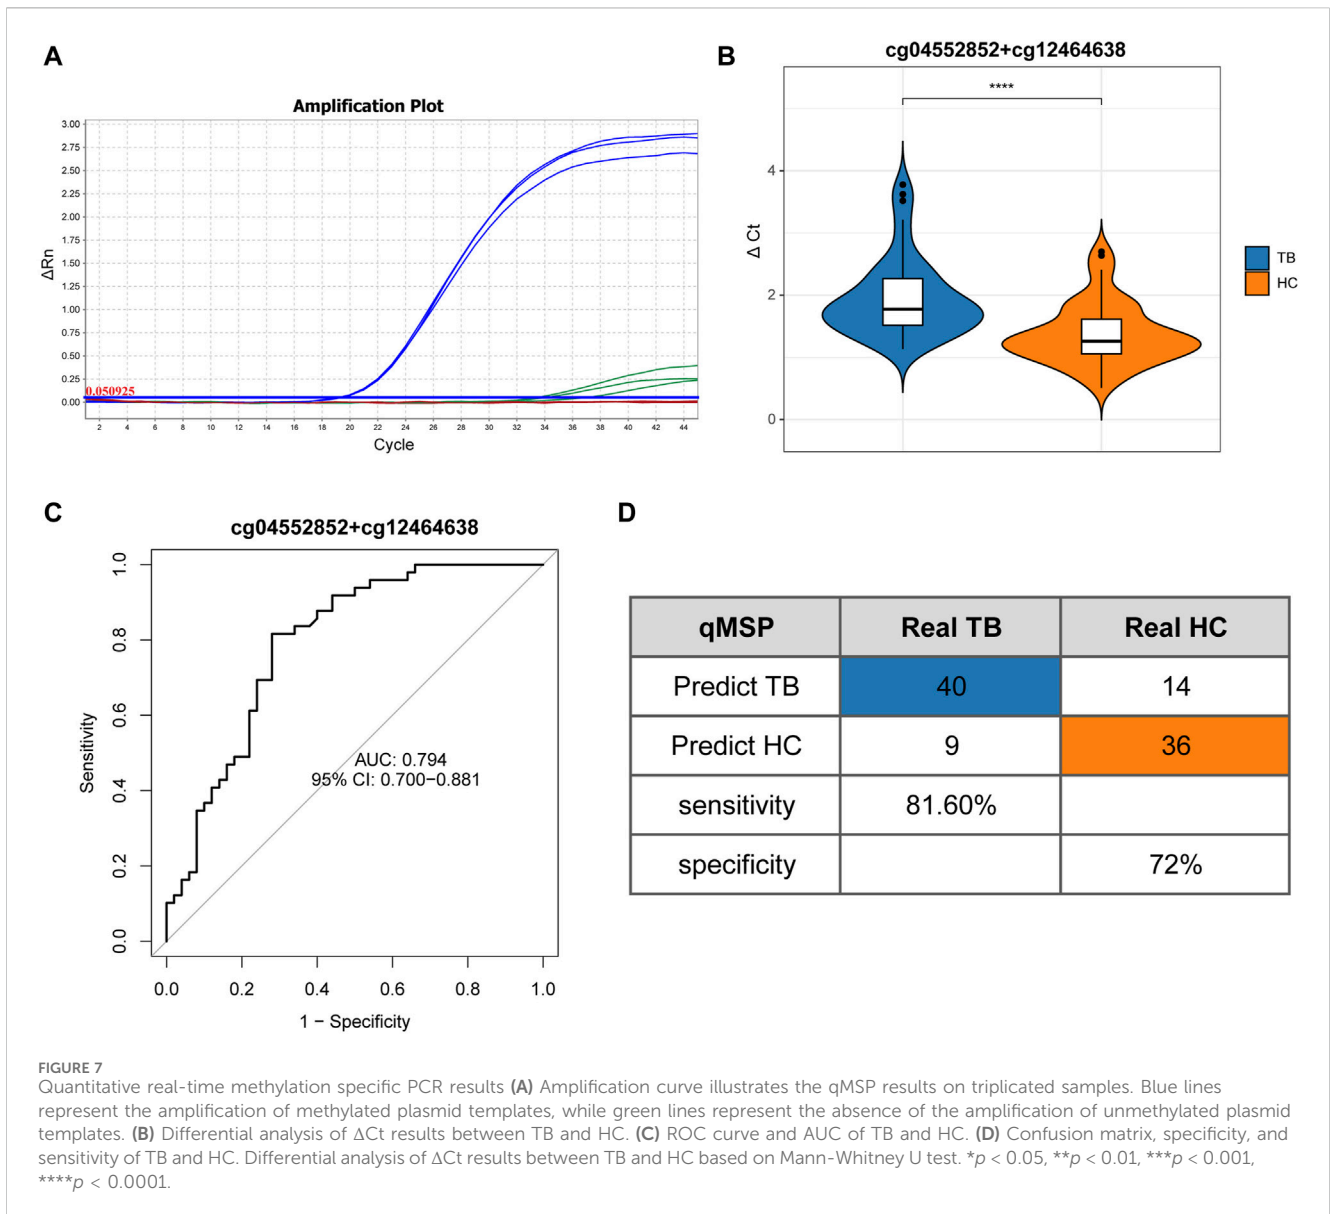 A
Amplification Plot
3.00
2.75
2.50
2.25
2.00
1.75
1.50
1.25
1.00
0.75
0.50
0.25
0.00
ΔRn
0.050925
2 4 6 8 10 12 14 16 18 20 22 24 26 28 30 32 34 36 38 40 42 44
Cycle
B
cg04552852+cg12464638
****
4
2
0
Δ Ct
TB
HC
C
cg04552852+cg12464638
1.0
0.8
0.6
0.4
0.2
0.0
Sensitivity
AUC: 0.794
95% CI: 0.700−0.881
0.0 0.2 0.4 0.6 0.8 1.0
1 − Specificity
D
qMSP Real TB Real HC
Predict TB 40 14
Predict HC 9 36
sensitivity 81.60%
specificity 72%
FIGURE 7
Quantitative real-time methylation specific PCR results (A) Amplification curve illustrates the qMSP results on triplicated samples. Blue lines
represent the amplification of methylated plasmid templates, while green lines represent the absence of the amplification of unmethylated plasmid
templates. (B) Differential analysis of ΔCt results between TB and HC. (C) ROC curve and AUC of TB and HC. (D) Confusion matrix, specificity, and
sensitivity of TB and HC. Differential analysis of ΔCt results between TB and HC based on Mann-Whitney U test. *p < 0.05, **p < 0.01, ***p < 0.001,
****p < 0.0001.